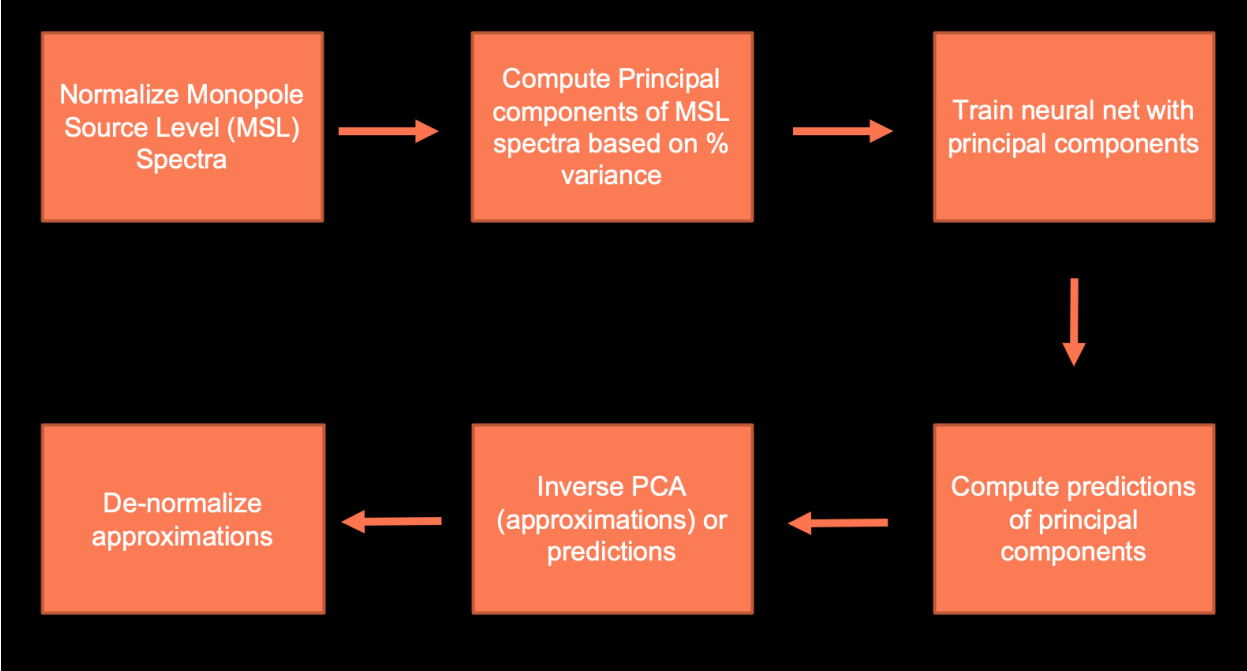 Normalize Monopole
Source Level (MSL)
Spectra
Compute Principal
components of MSL
spectra based on %
variance
Train neural net with
principal components
Compute predictions
of principal
components
Inverse PCA
(approximations) or
predictions
De-normalize
approximations